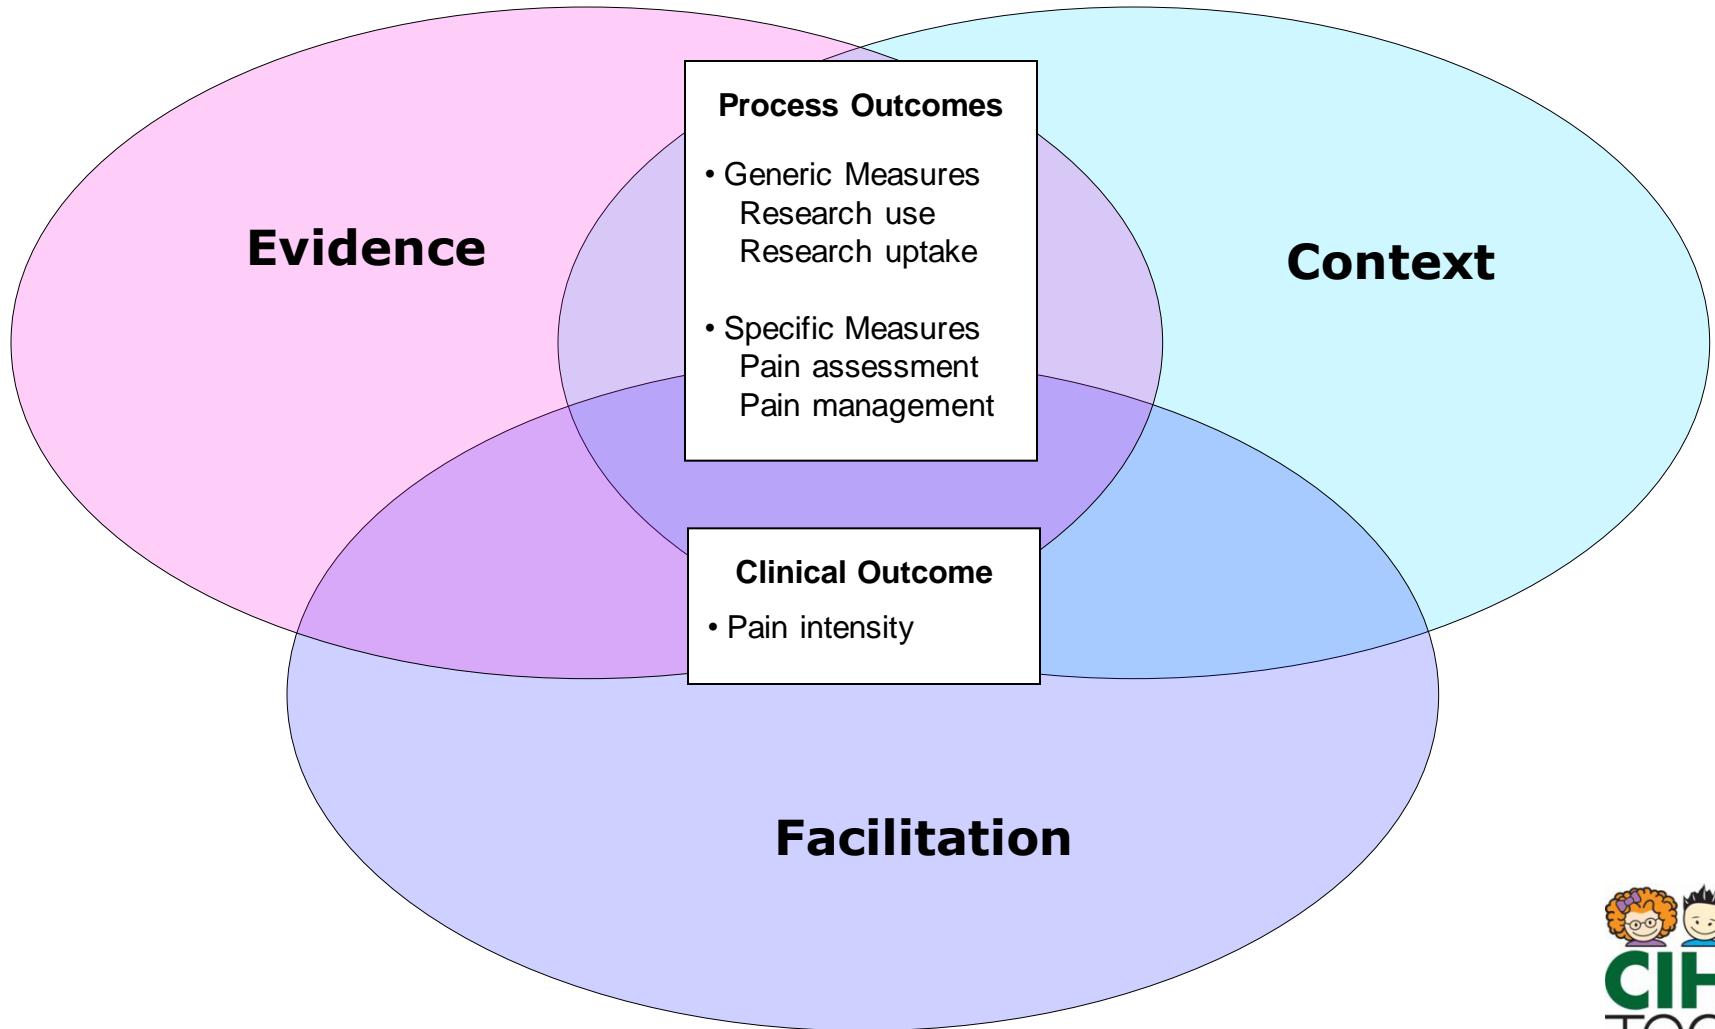 Process Outcomes
• Generic Measures
Research use
Research uptake
• Specific Measures
Pain assessment
Pain management
Evidence
Context
Clinical Outcome
• Pain intensity
Facilitation